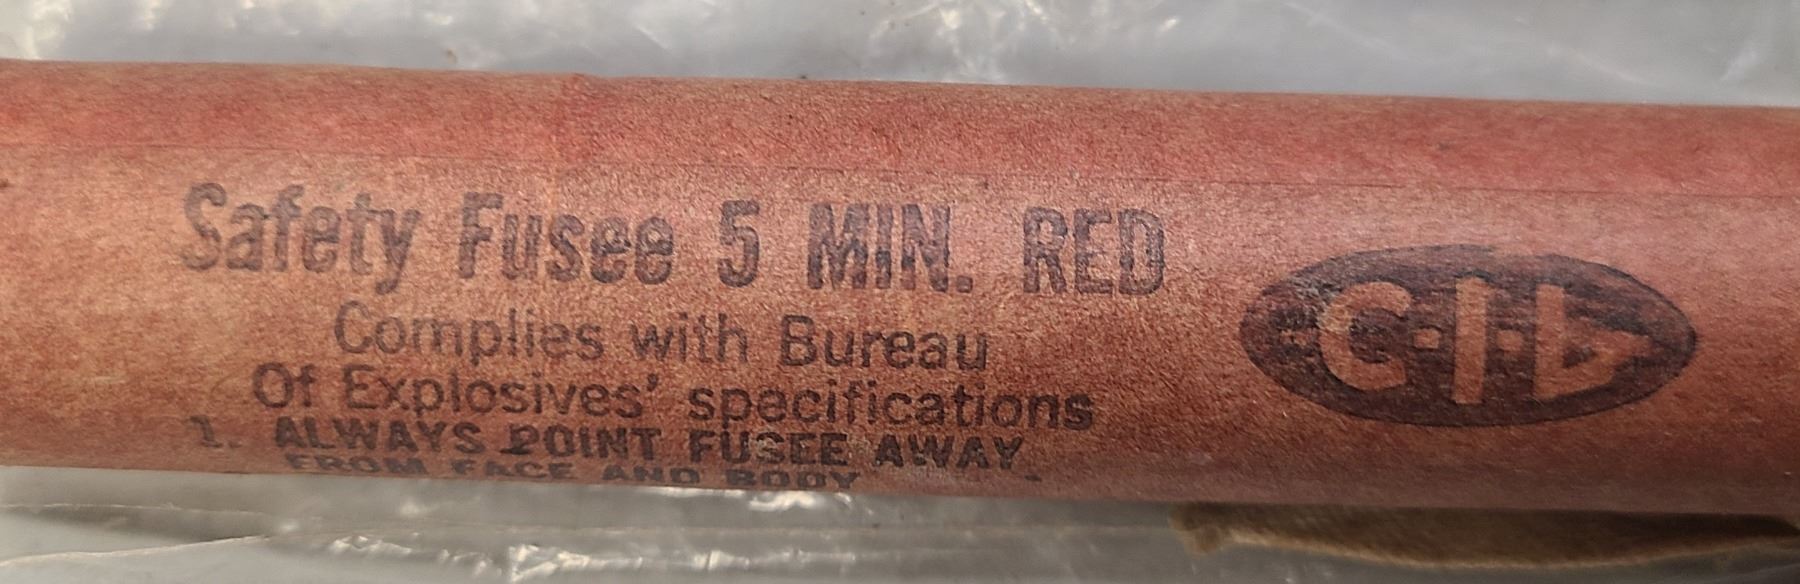 Safety Fusee 5 MIN. RED
Complies with Bureau
Of Explosives' specifications
1. ALWAYS POINT FUSEE AWAY
FROM FACE AND BODY
C-I-L